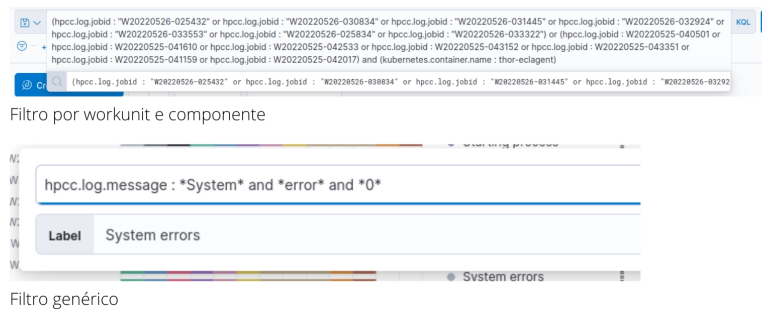 (hpcc.log.jobid : "W20220526-025432" or hpcc.log.jobid : "W20220526-030834" or hpcc.log.jobid : "W20220526-031445" or hpcc.log.jobid : "W20220526-032924" or
hpcc.log.jobid : "W20220526-033553" or hpcc.log.jobid : "W20220526-025834" or hpcc.log.jobid : "W20220526-033322") or (hpcc.log.jobid : W20220525-040501 or
hpcc.log.jobid : W20220525-041610 or hpcc.log.jobid : W20220525-042533 or hpcc.log.jobid : W20220525-043152 or hpcc.log.jobid : W20220525-043351 or
hpcc.log.jobid : W20220525-041159 or hpcc.log.jobid : W20220525-042017) and (kubernetes.container.name : thor-eclagent)
KQL
Cr
(hpcc.log.jobid : "W20220526-025432" or hpcc.log.jobid : "W20220526-030834" or hpcc.log.jobid : "W20220526-031445" or hpcc.log.jobid : "W20220526-03292
Filtro por workunit e componente
Starting process
hpcc.log.message : *System* and *error* and *0*
Label System errors
System errors
Filtro genérico